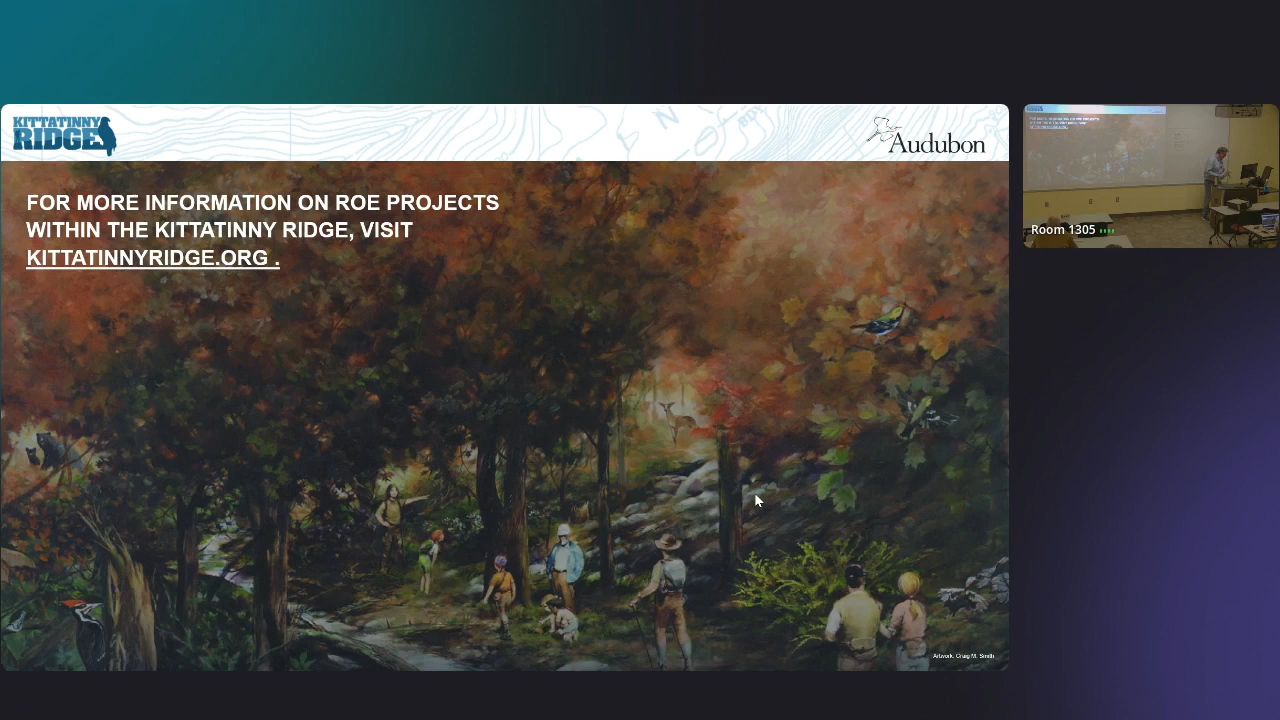 KITTATINNY
RIDGE
Audubon
FOR MORE INFORMATION ON ROE PROJECTS
WITHIN THE KITTATINNY RIDGE, VISIT
KITTATINNYRIDGE.ORG .
Artwork: Craig M. Smith
Room 1305